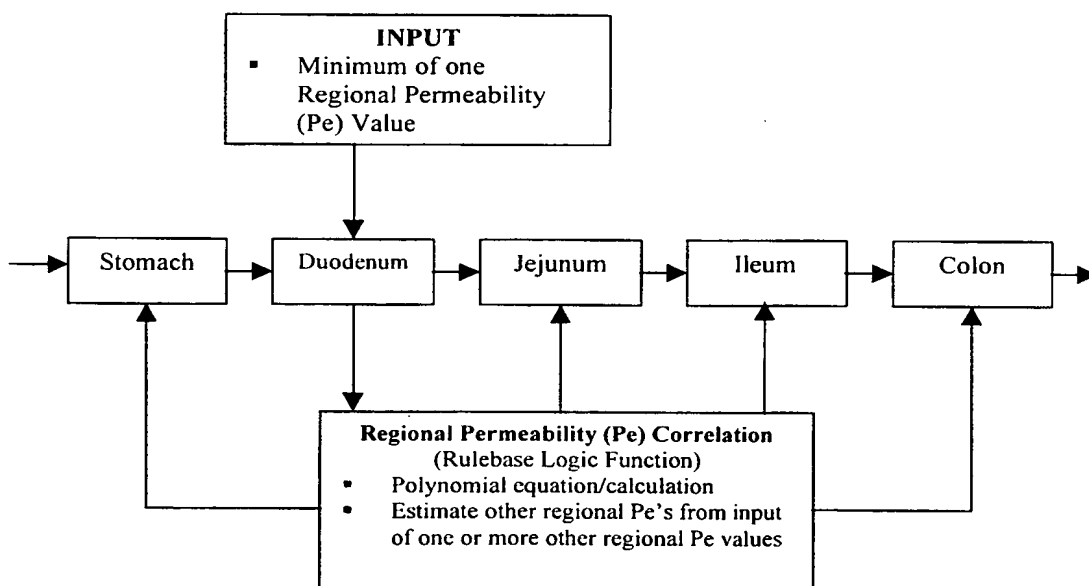 INPUT
▪ Minimum of one
Regional Permeability
(Pe) Value
Stomach
Duodenum
Jejunum
Ileum
Colon
Regional Permeability (Pe) Correlation
(Rulebase Logic Function)
▪ Polynomial equation/calculation
▪ Estimate other regional Pe's from input
of one or more other regional Pe values